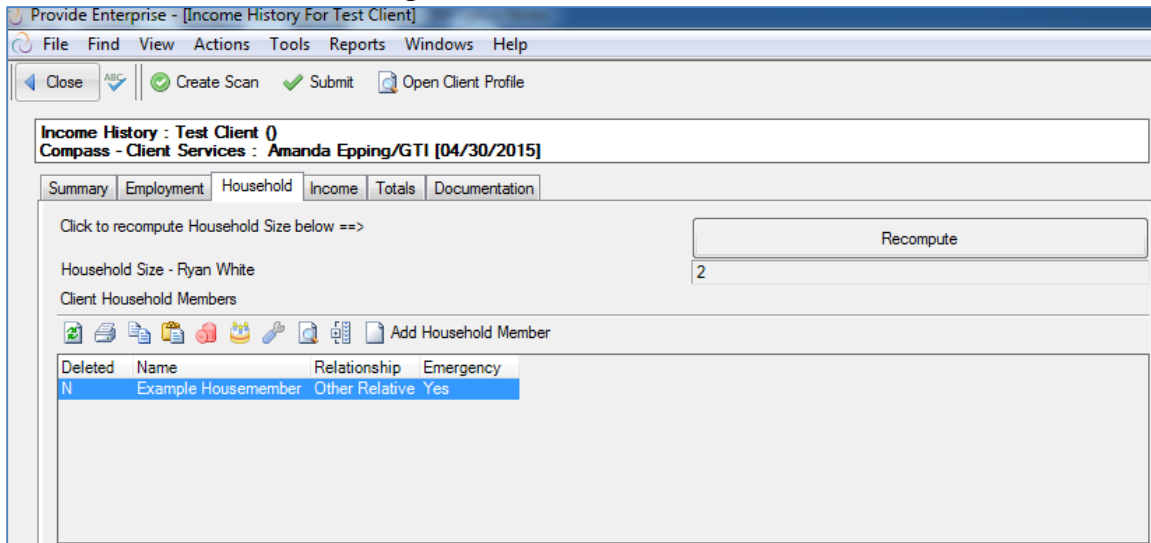 Provide Enterprise - [Income History For Test Client]
File Find View Actions Tools Reports Windows Help
Close ABC Create Scan Submit Open Client Profile
Income History : Test Client ()
Compass - Client Services : Amanda Epping/GTI [04/30/2015]
Summary Employment Household Income Totals Documentation
Click to recompute Household Size below ==> Recompute
Household Size - Ryan White 2
Client Household Members
Add Household Member
Deleted Name Relationship Emergency
N Example Housemember Other Relative Yes